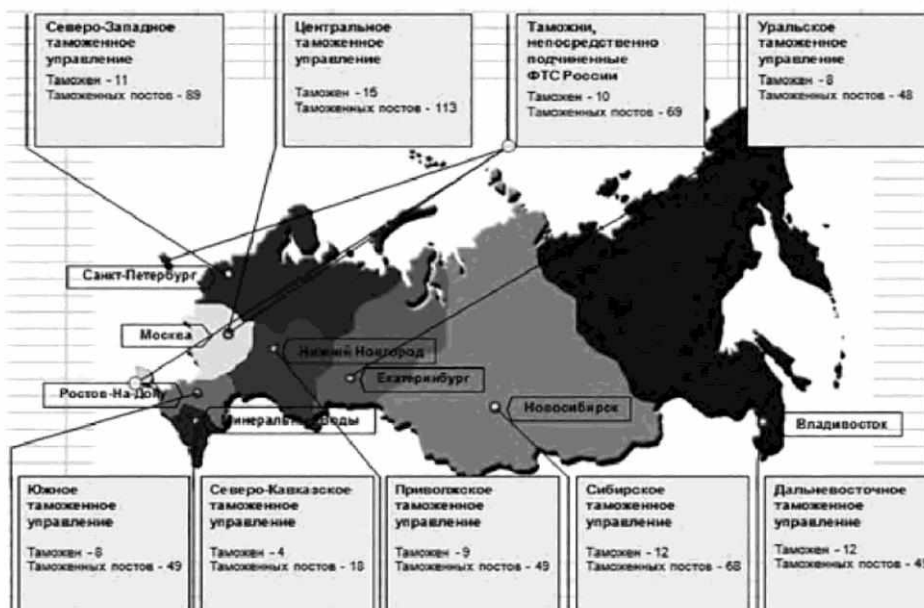 Северо-Западное
таможенное
управление
Таможен - 11
Таможенных постов - 89
Центральное
таможенное
управление
Таможен - 15
Таможенных постов - 113
Таможни,
непосредственно
подчиненные
ФТС России
Таможен - 10
Таможенных постов - 69
Уральское
таможенное
управление
Таможен - 8
Таможенных постов - 48
Санкт-Петербург
Москва
Нижний Новгород
Екатеринбург
Ростов-На-Дону
Новосибирск
Минеральные Воды
Владивосток
Южное
таможенное
управление
Таможен - 8
Таможенных постов - 49
Северо-Кавказское
таможенное
управление
Таможен - 4
Таможенных постов - 18
Приволжское
таможенное
управление
Таможен - 9
Таможенных постов - 49
Сибирское
таможенное
управление
Таможен - 12
Таможенных постов - 68
Дальневосточное
таможенное
управление
Таможен - 12
Таможенных постов -